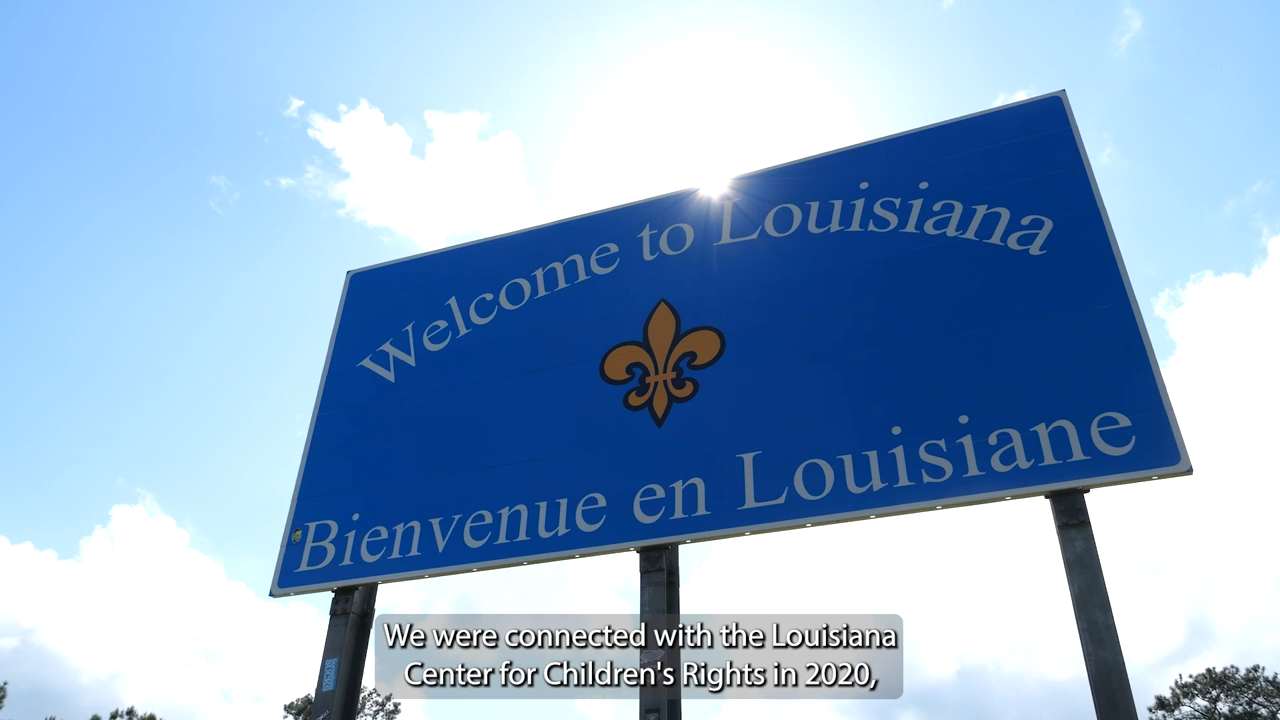 Welcome to Louisiana
Bienvenue en Louisiane
We were connected with the Louisiana
Center for Children's Rights in 2020,